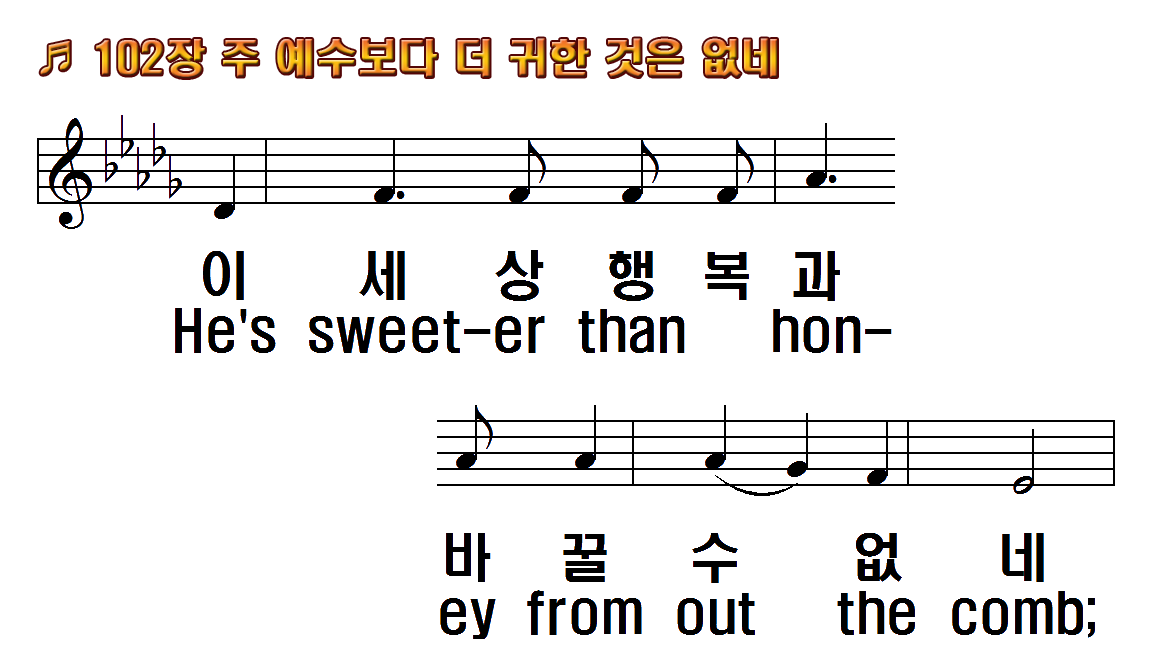 ♬ 102장 주 예수보다 더 귀한 것은 없네
이 세 상 행 복 과
He's sweet-er than hon-
바 꿀 수 없 네
ey from out the comb;